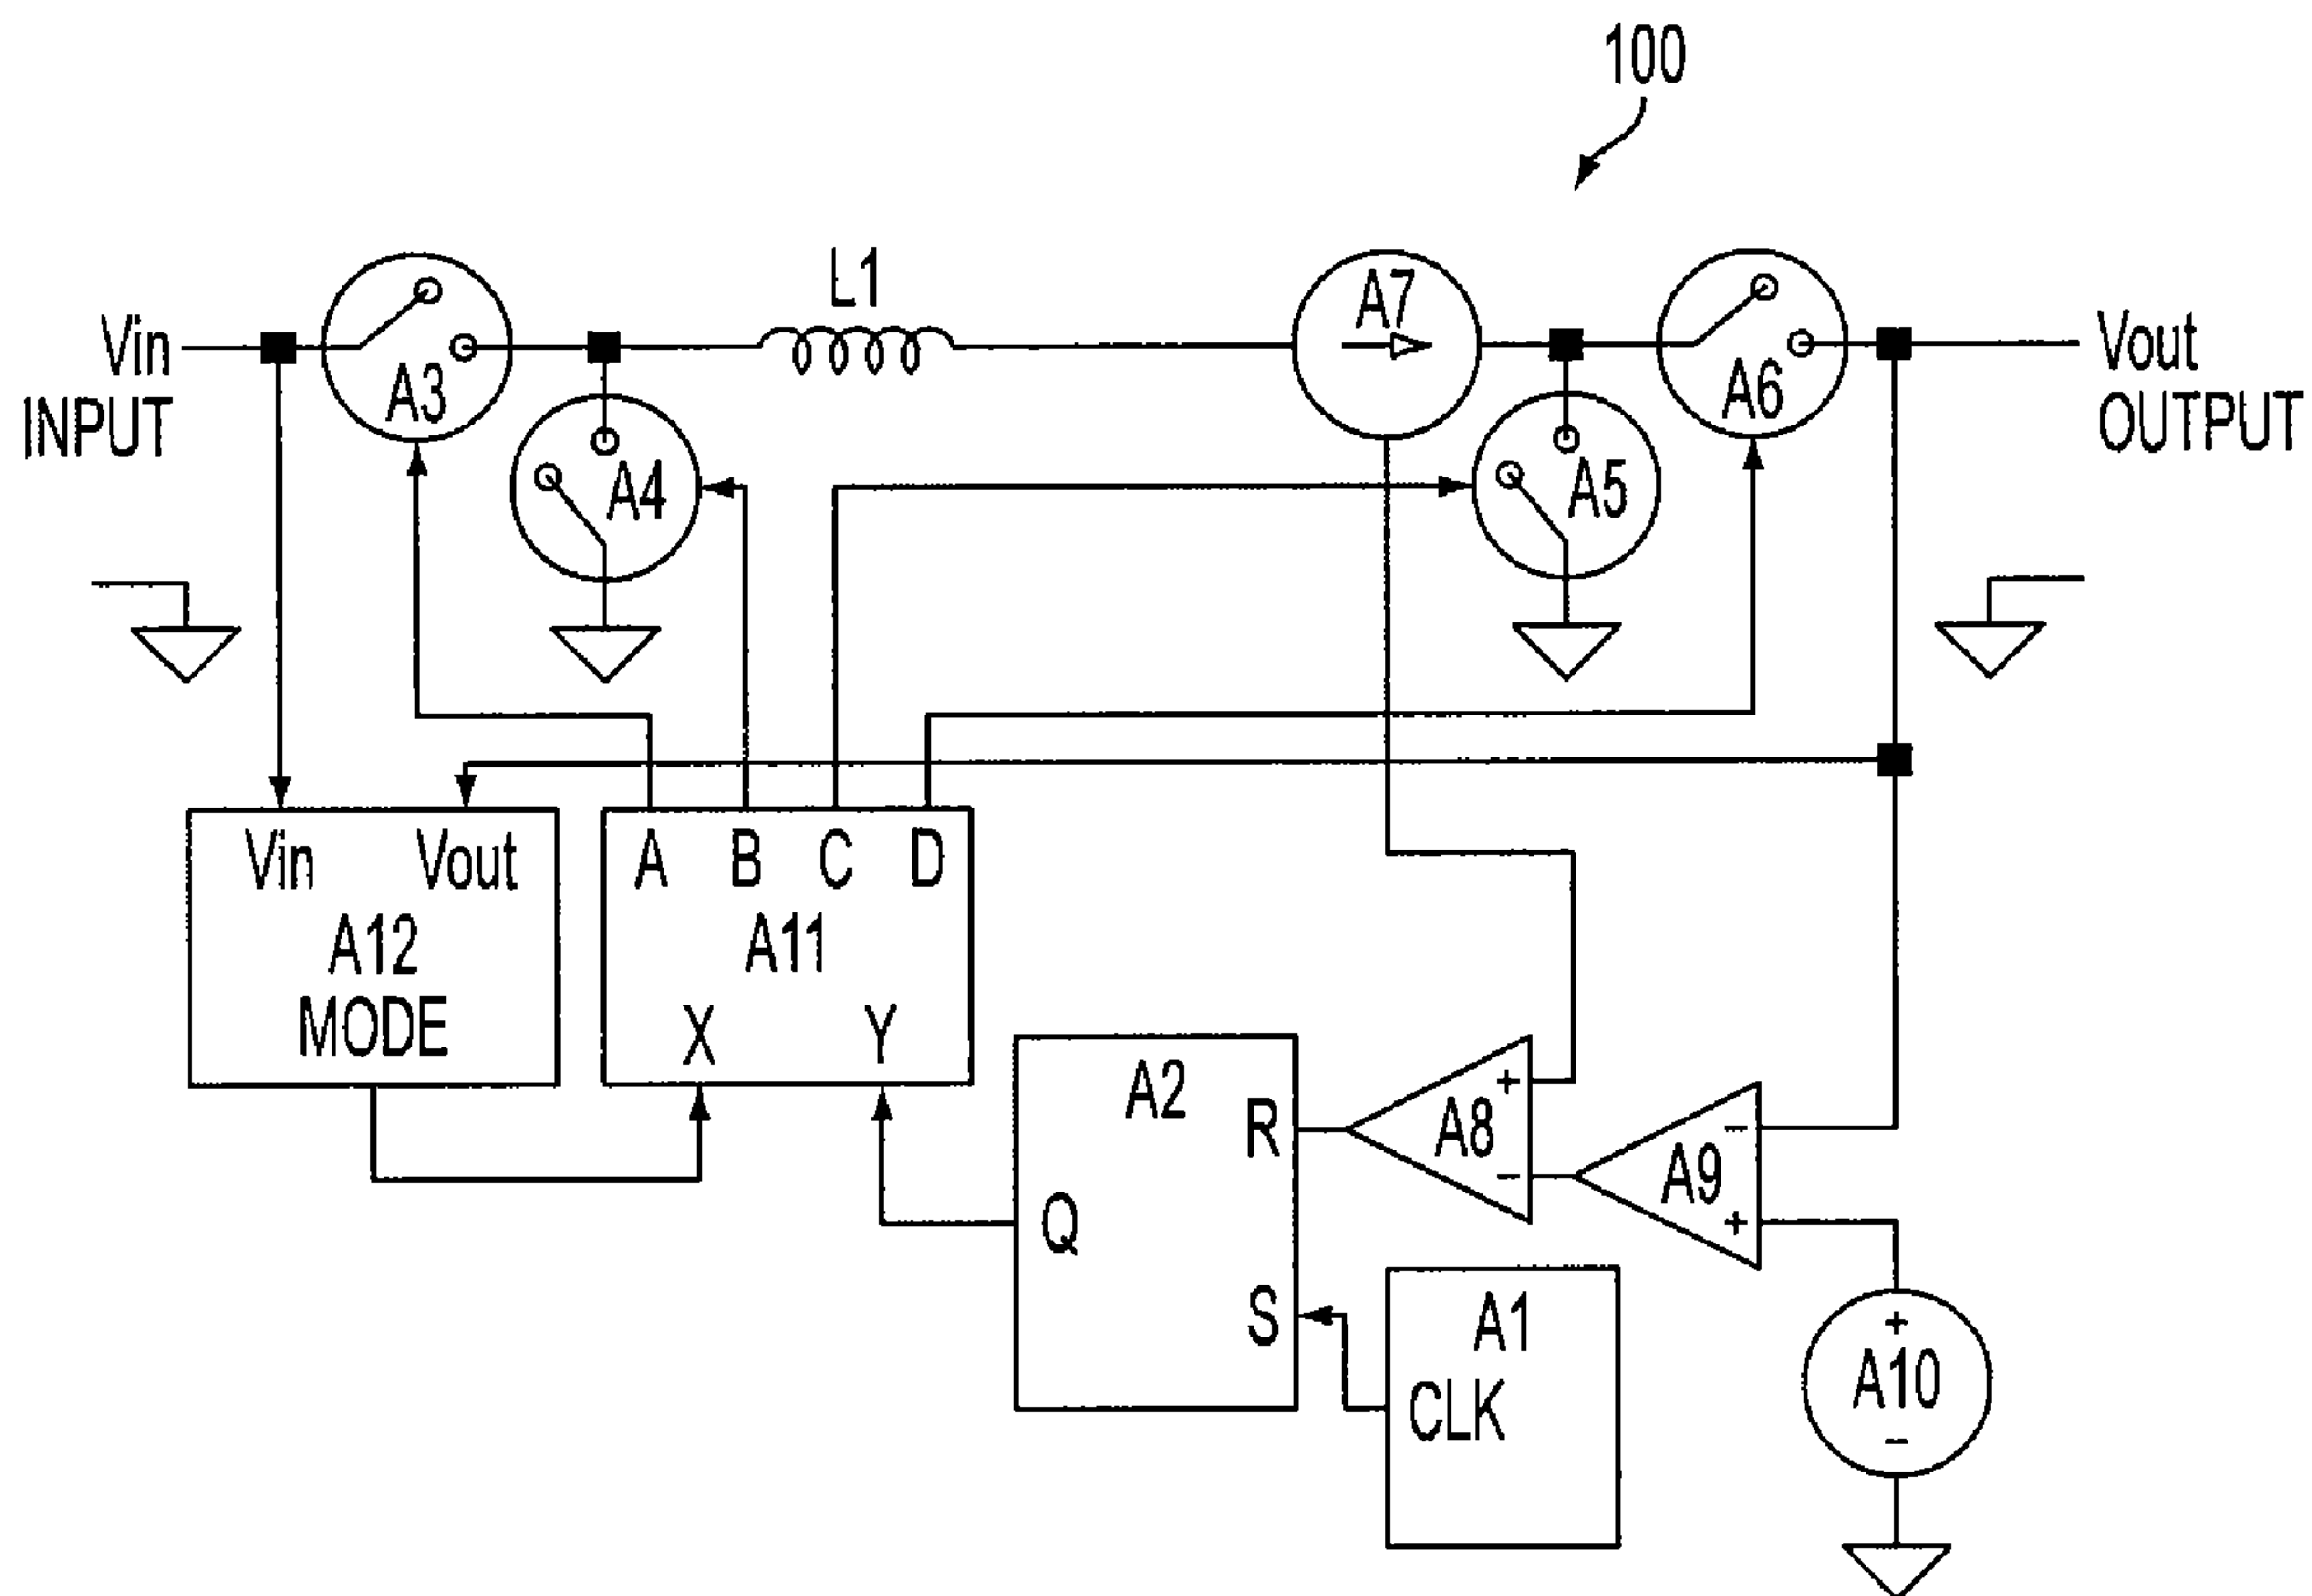 100
L1
A7
Vin
INPUT
A3
A6
Vout
OUTPUT
A4
A5
Vin Vout
A B C D
A12
MODE
A11
X Y
A2
R
Q
S
+
A8
−
−
A9
+
A1
CLK
+
A10
−